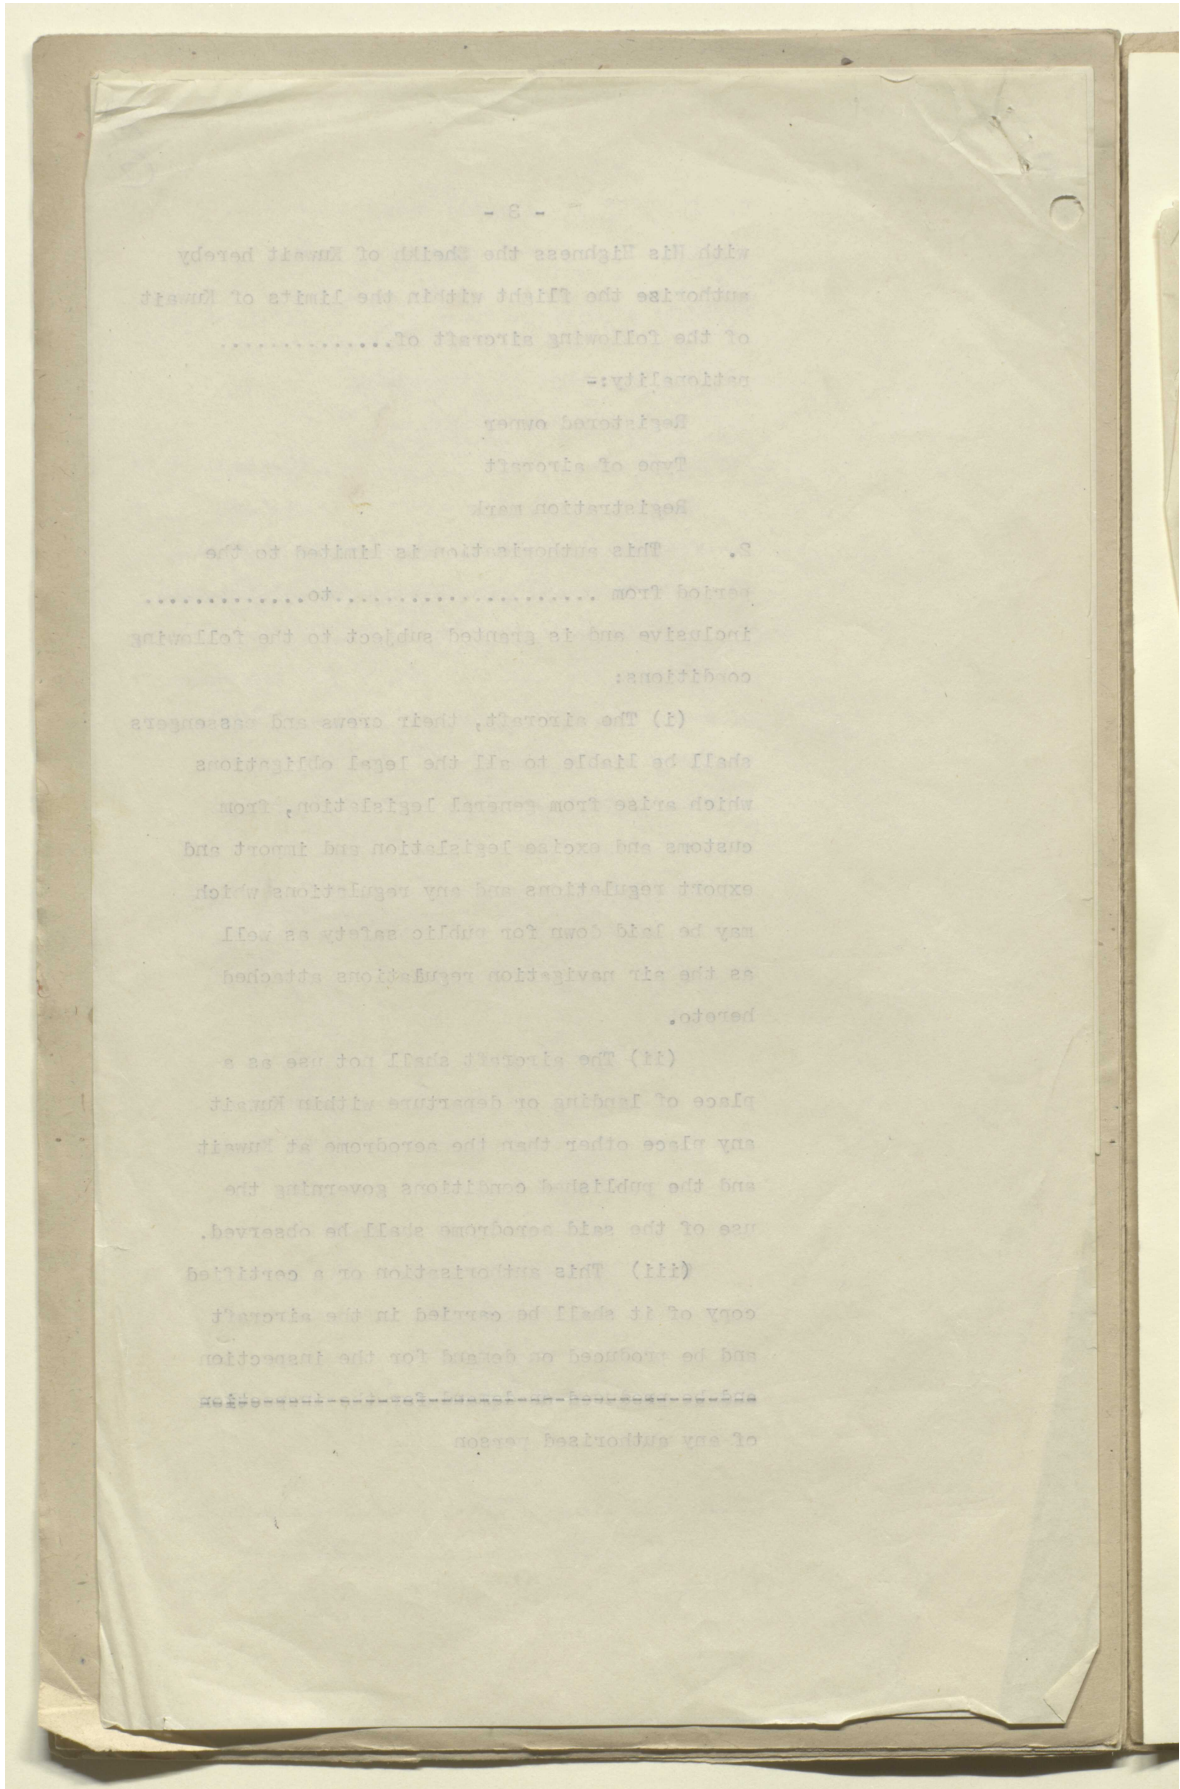 - 3 -
with His Highness the Sheikh of Kuwait hereby
authorise the flight within the limits of Kuwait
of the following aircraft of..............
nationality:-
Registered owner
Type of aircraft
Registration mark
2. This authorisation is limited to the
period from .....................to.............
inclusive and is granted subject to the following
conditions:
(i) The aircraft, their crews and passengers
shall be liable to all the legal obligations
which arise from general legislation, from
customs and excise legislation and import and
export regulations and any regulations which
may be laid down for public safety as well
as the air navigation regulations attached
hereto.
(ii) The aircraft shall not use as a
place of landing or departure within Kuwait
any place other than the aerodrome at Kuwait
and the published conditions governing the
use of the said aerodrome shall be observed.
(iii) This authorisation or a certified
copy of it shall be carried in the aircraft
and be produced on demand for the inspection
of any authorised person